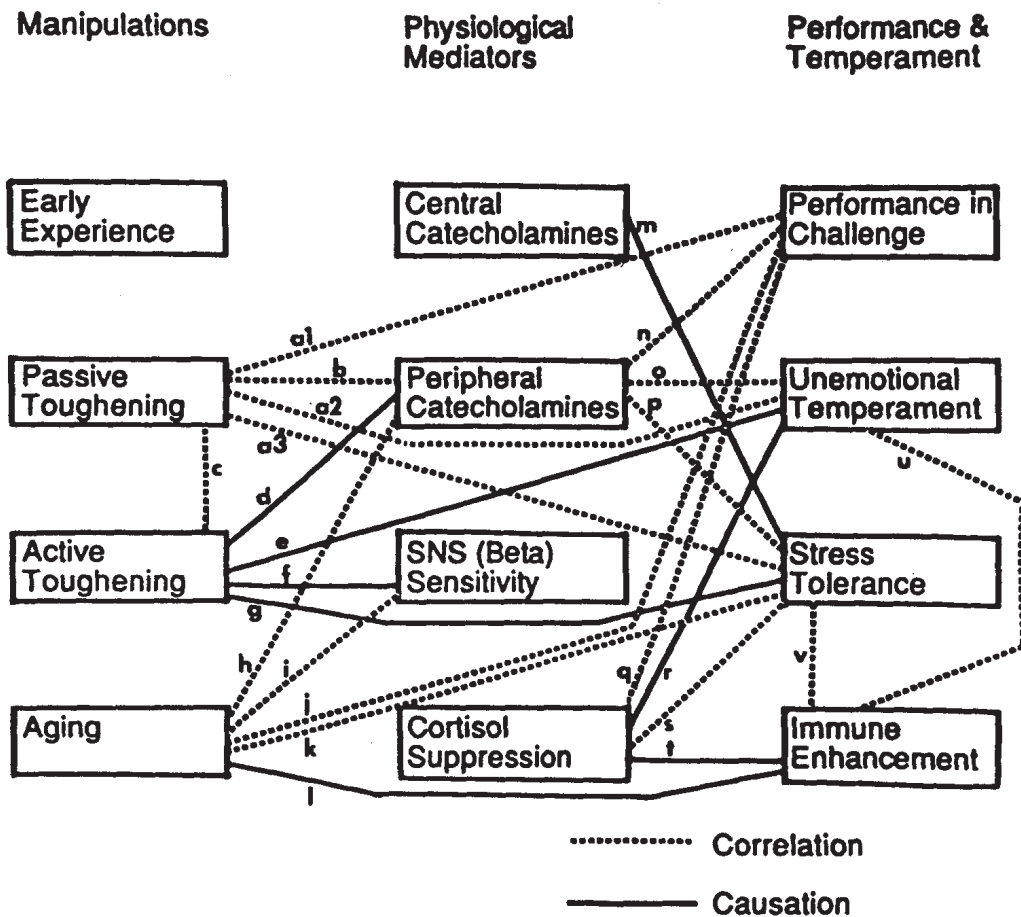 Manipulations
Physiological
Mediators
Performance &
Temperament
Early
Experience
Central
Catecholamines
Performance in
Challenge
m
a1
n
Passive
Toughening
b
a2
a3
Peripheral
Catecholamines
o
p
Unemotional
Temperament
c
d
u
Active
Toughening
e
f
g
SNS (Beta)
Sensitivity
Stress
Tolerance
h
i
j
k
q
r
s
t
v
Aging
l
Cortisol
Suppression
Immune
Enhancement
Correlation
Causation